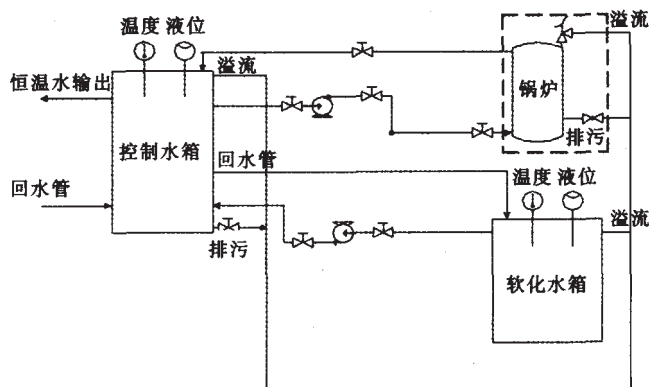 温度 液位
溢流
恒温水输出
溢流
锅炉
控制水箱
排污
回水管
温度 液位
回水管
溢流
排污
软化水箱